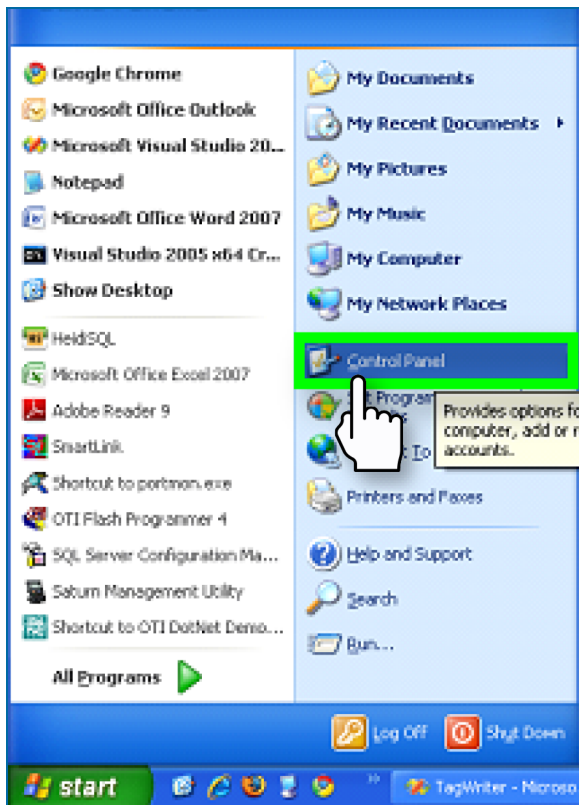 Google Chrome
Microsoft Office Outlook
Microsoft Visual Studio 20...
Notepad
Microsoft Office Word 2007
Visual Studio 2005 x64 Cr...
Show Desktop
HeidiSQL
Microsoft Office Excel 2007
Adobe Reader 9
SmartLink
Shortcut to portmon.exe
OTI Flash Programmer 4
SQL Server Configuration Ma...
Saturn Management Utility
Shortcut to OTI DotNet Demo...
All Programs
My Documents
My Recent Documents
My Pictures
My Music
My Computer
My Network Places
Control Panel
Program
To
Provides options fo
computer, add or r
accounts.
Printers and Faxes
Help and Support
Search
Run...
Log Off
Shut Down
start
TagWriter - Microso